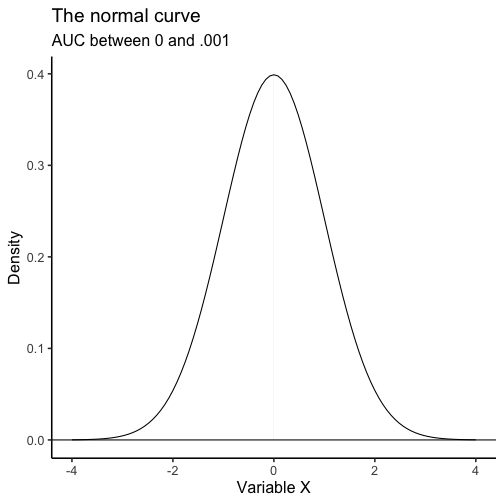 The normal curve
AUC between 0 and .001
0.4
0.3
0.2
0.1
0.0
Density
-4 -2 0 2 4
Variable X